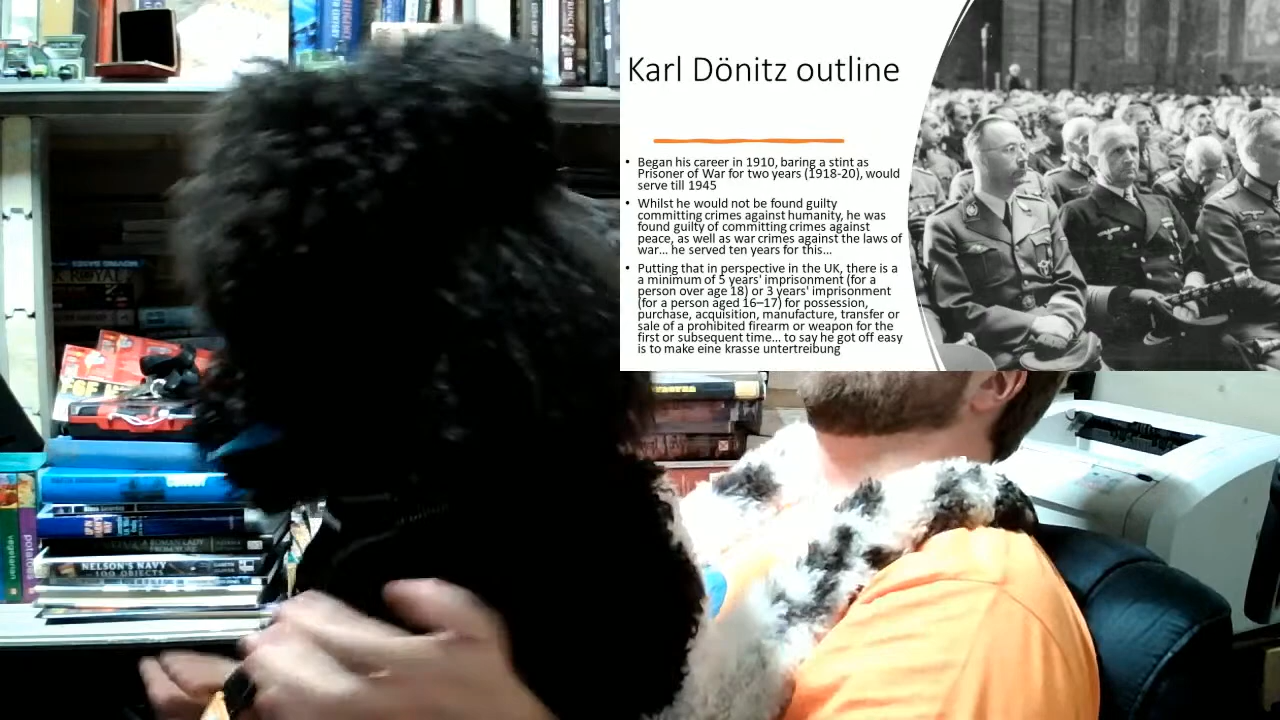 Karl Dönitz outline
• Began his career in 1910, baring a stint as
Prisoner of War for two years (1918-20), would
serve till 1945
• Whilst he would not be found guilty
committing crimes against humanity, he was
found guilty of committing crimes against
peace, as well as war crimes against the laws of
war... he served ten years for this...
• Putting that in perspective in the UK, there is a
a minimum of 5 years' imprisonment (for a
person over age 18) or 3 years' imprisonment
(for a person aged 16–17) for possession,
purchase, acquisition, manufacture, transfer or
sale of a prohibited firearm or weapon for the
first or subsequent time... to say he got off easy
is to make eine krasse untertreibung
ROYAL
NELSON'S NAVY
100 OBJECTS
vegetarian
potatoes